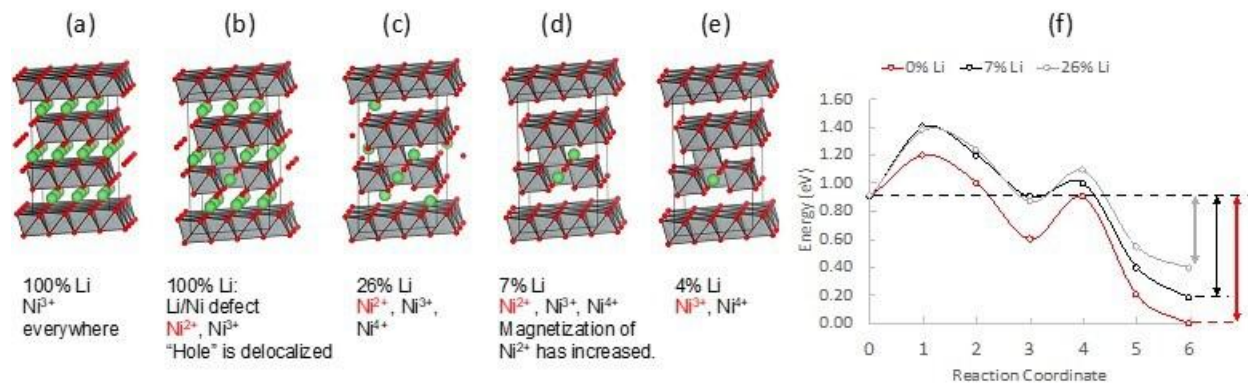 (a) (b) (c) (d) (e) (f)
100% Li
Ni³⁺
everywhere
100% Li:
Li/Ni defect
Ni²⁺, Ni³⁺
“Hole” is delocalized
26% Li
Ni²⁺, Ni³⁺,
Ni⁴⁺
7% Li
Ni²⁺, Ni³⁺, Ni⁴⁺
Magnetization of
Ni²⁺ has increased.
4% Li
Ni³⁺, Ni⁴⁺
0% Li 7% Li 26% Li
Energy (eV)
1.60
1.40
1.20
1.00
0.80
0.60
0.40
0.20
0.00
0 1 2 3 4 5 6
Reaction Coordinate